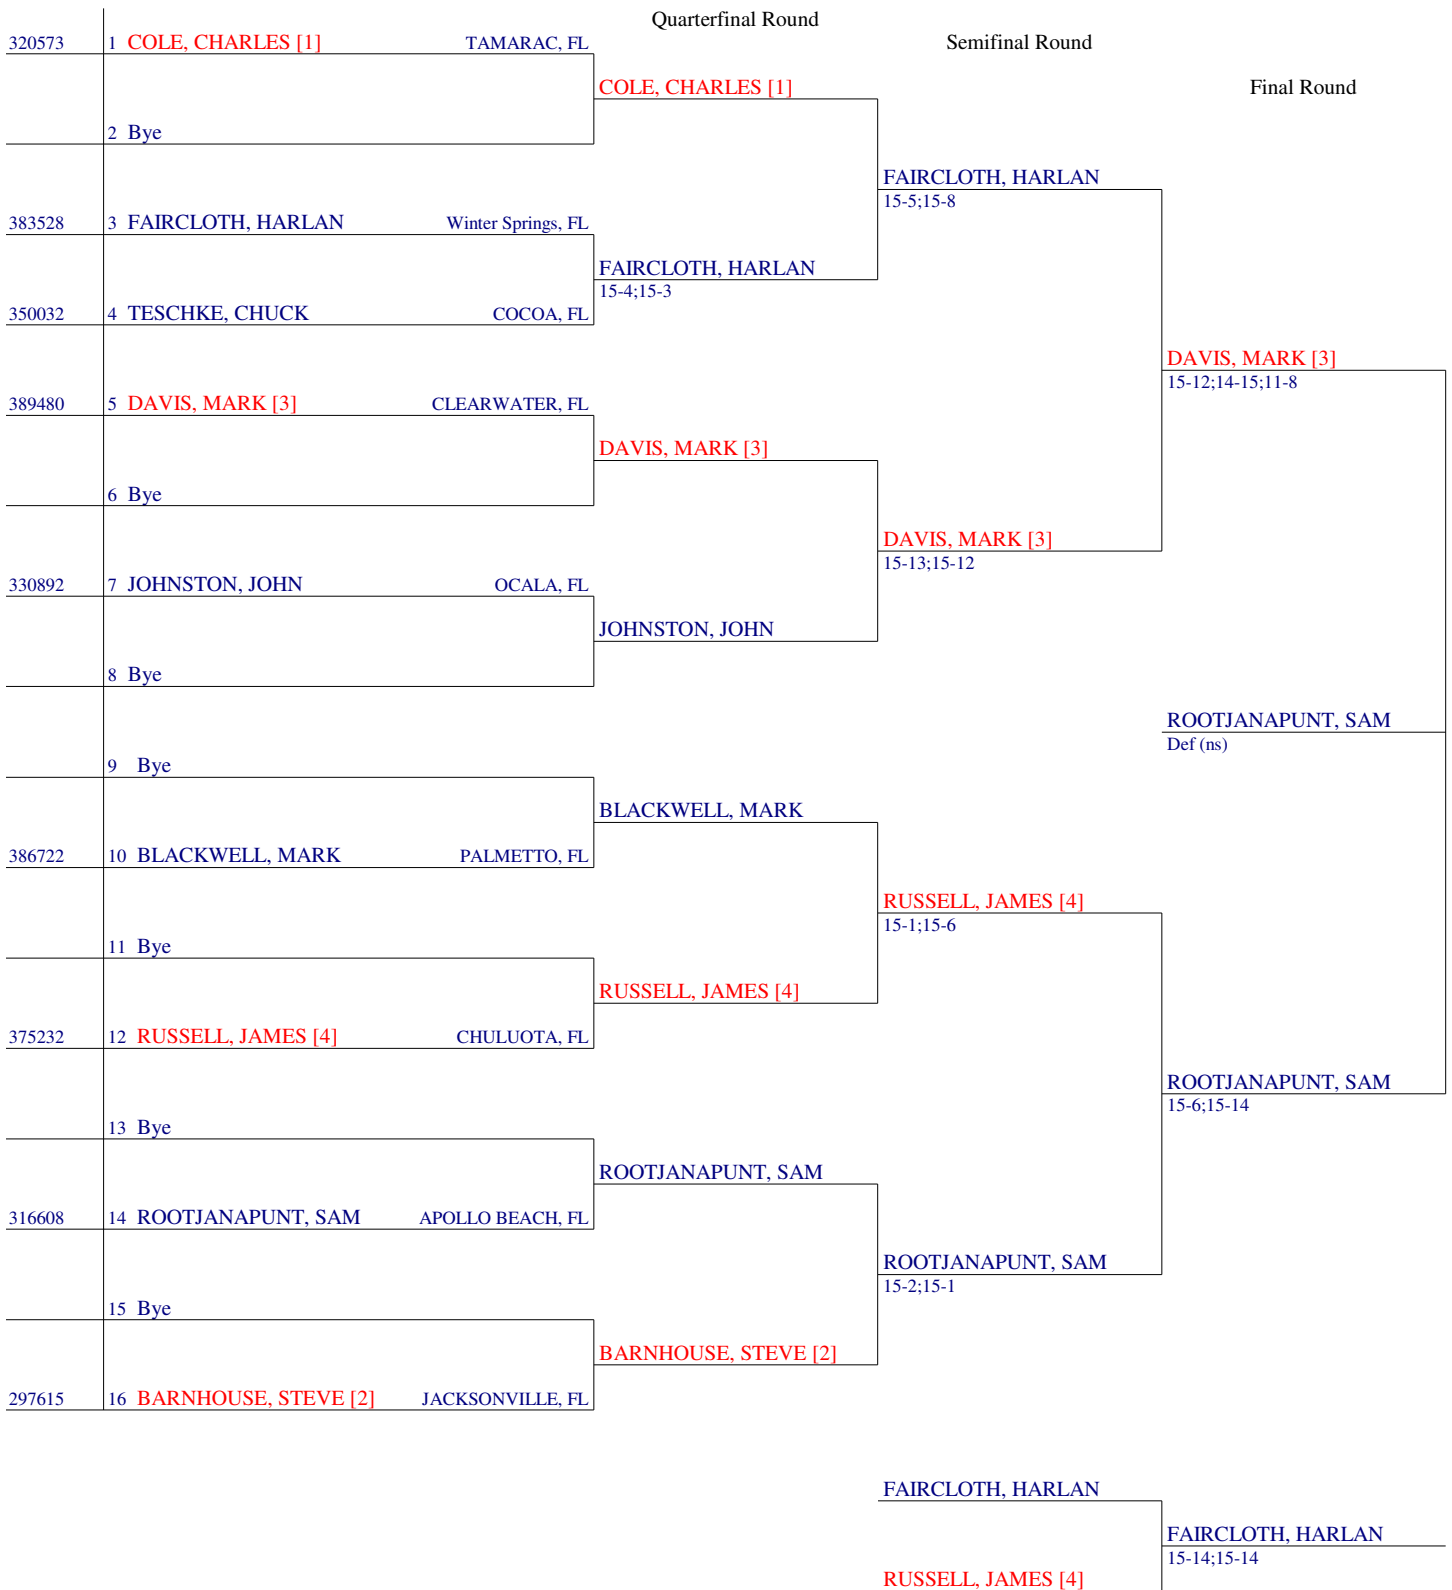 Quarterfinal Round
320573 1 COLE, CHARLES [1] TAMARAC, FL
Semifinal Round
COLE, CHARLES [1]
Final Round
2 Bye
FAIRCLOTH, HARLAN
15-5;15-8
383528 3 FAIRCLOTH, HARLAN Winter Springs, FL
FAIRCLOTH, HARLAN
15-4;15-3
350032 4 TESCHKE, CHUCK COCOA, FL
DAVIS, MARK [3]
15-12;14-15;11-8
389480 5 DAVIS, MARK [3] CLEARWATER, FL
DAVIS, MARK [3]
6 Bye
DAVIS, MARK [3]
15-13;15-12
330892 7 JOHNSTON, JOHN OCALA, FL
JOHNSTON, JOHN
8 Bye
ROOTJANAPUNT, SAM
Def (ns)
9 Bye
BLACKWELL, MARK
386722 10 BLACKWELL, MARK PALMETTO, FL
RUSSELL, JAMES [4]
15-1;15-6
11 Bye
RUSSELL, JAMES [4]
375232 12 RUSSELL, JAMES [4] CHULUOTA, FL
ROOTJANAPUNT, SAM
15-6;15-14
13 Bye
ROOTJANAPUNT, SAM
316608 14 ROOTJANAPUNT, SAM APOLLO BEACH, FL
ROOTJANAPUNT, SAM
15-2;15-1
15 Bye
BARNHOUSE, STEVE [2]
297615 16 BARNHOUSE, STEVE [2] JACKSONVILLE, FL
FAIRCLOTH, HARLAN
FAIRCLOTH, HARLAN
15-14;15-14
RUSSELL, JAMES [4]